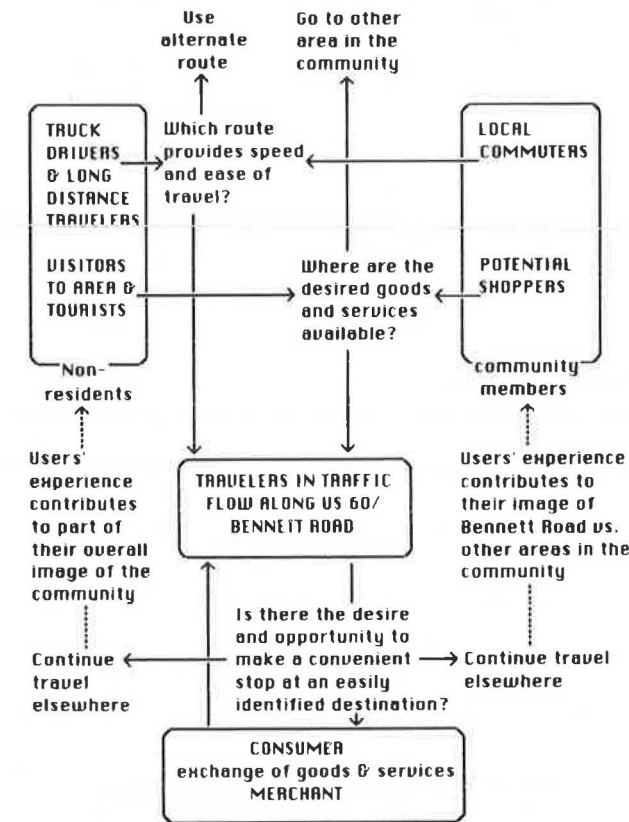 Use
alternate
route
Go to other
area in the
community
TRUCK
DRIVERS
& LONG
DISTANCE
TRAVELERS
VISITORS
TO AREA &
TOURISTS
Non-
residents
Which route
provides speed
and ease of
travel?
LOCAL
COMMUTERS
POTENTIAL
SHOPPERS
community
members
Where are the
desired goods
and services
available?
TRAVELERS IN TRAFFIC
FLOW ALONG US 60/
BENNETT ROAD
Users'
experience
contributes
to part of
their overall
image of the
community
Users' experience
contributes to
their image of
Bennett Road vs.
other areas in the
community
Is there the desire
and opportunity to
make a convenient
stop at an easily
identified destination?
Continue
travel
elsewhere
Continue travel
elsewhere
CONSUMER
exchange of goods & services
MERCHANT